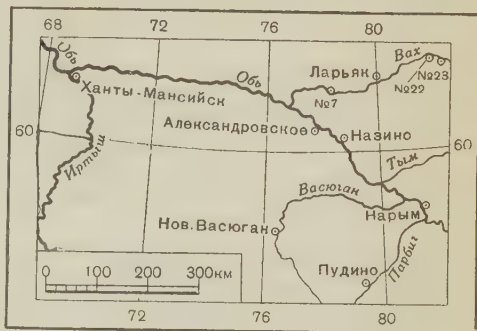 68 72 76 80
Обь
Обь
Ларьяк
Вах
№23
№22
№7
Ханты-Мансийск
Александровское
Назино
60
60
Иртыш
Тым
Васюган
Нарым
Нов.Васюган
Парбиг
Пудино
0 100 200 300км
72 76 80